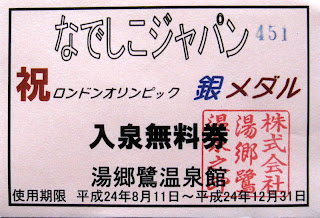 なでしこジャパン 451
祝 ロンドンオリンピック 銀メダル
入泉無料券
湯郷鷺温泉館
使用期限 平成24年8月11日～平成24年12月31日
株式会社
湯郷鷺